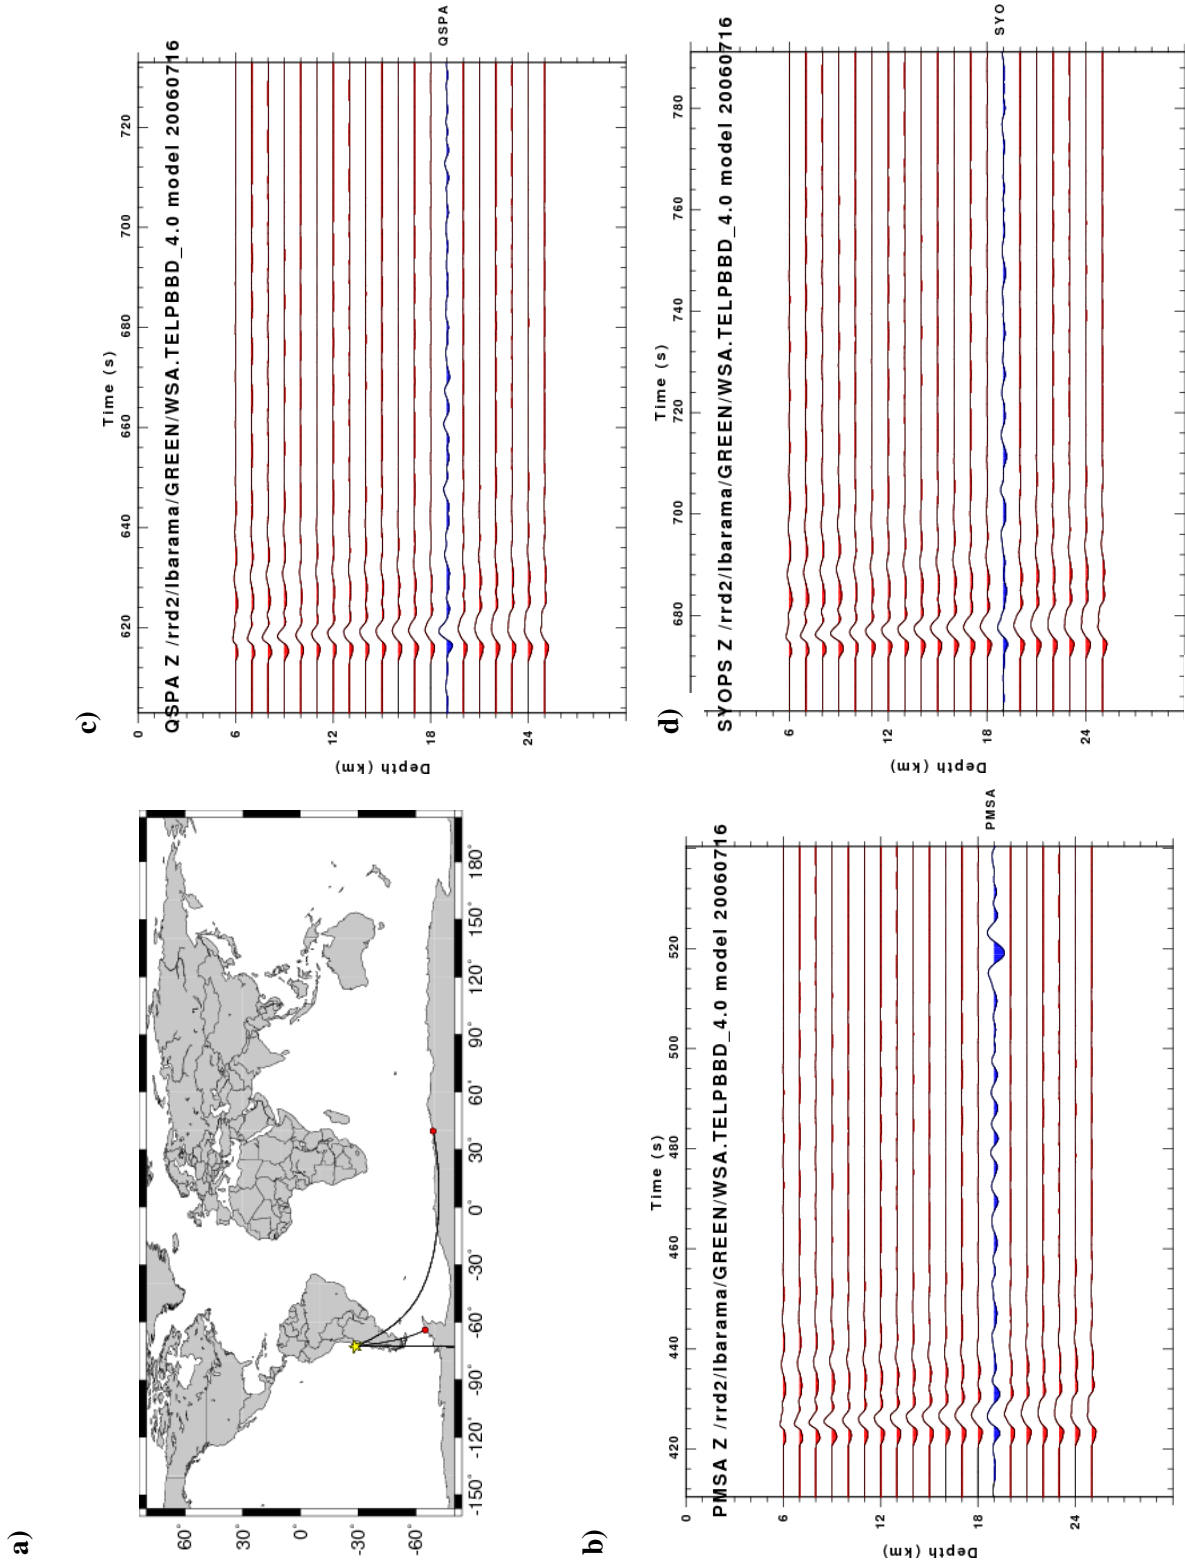 a)
60°
30°
0°
-30°
-60°
-150° -120° -90° -60° -30° 0° 30° 60° 90° 120° 150° 180°
b)
PMSA Z /rrd2/lbarama/GREEN/WSA.TELPBBD_4.0 model 20060716
Time (s)
420 440 460 480 500 520
Depth (km)
0
6
12
18
24
PMSA
c)
QSPA Z /rrd2/lbarama/GREEN/WSA.TELPBBD_4.0 model 20060716
Time (s)
620 640 660 680 700 720
Depth (km)
0
6
12
18
24
QSPA
d)
SYOPS Z /rrd2/lbarama/GREEN/WSA.TELPBBD_4.0 model 20060716
Time (s)
680 700 720 740 760 780
Depth (km)
6
12
18
24
SYO